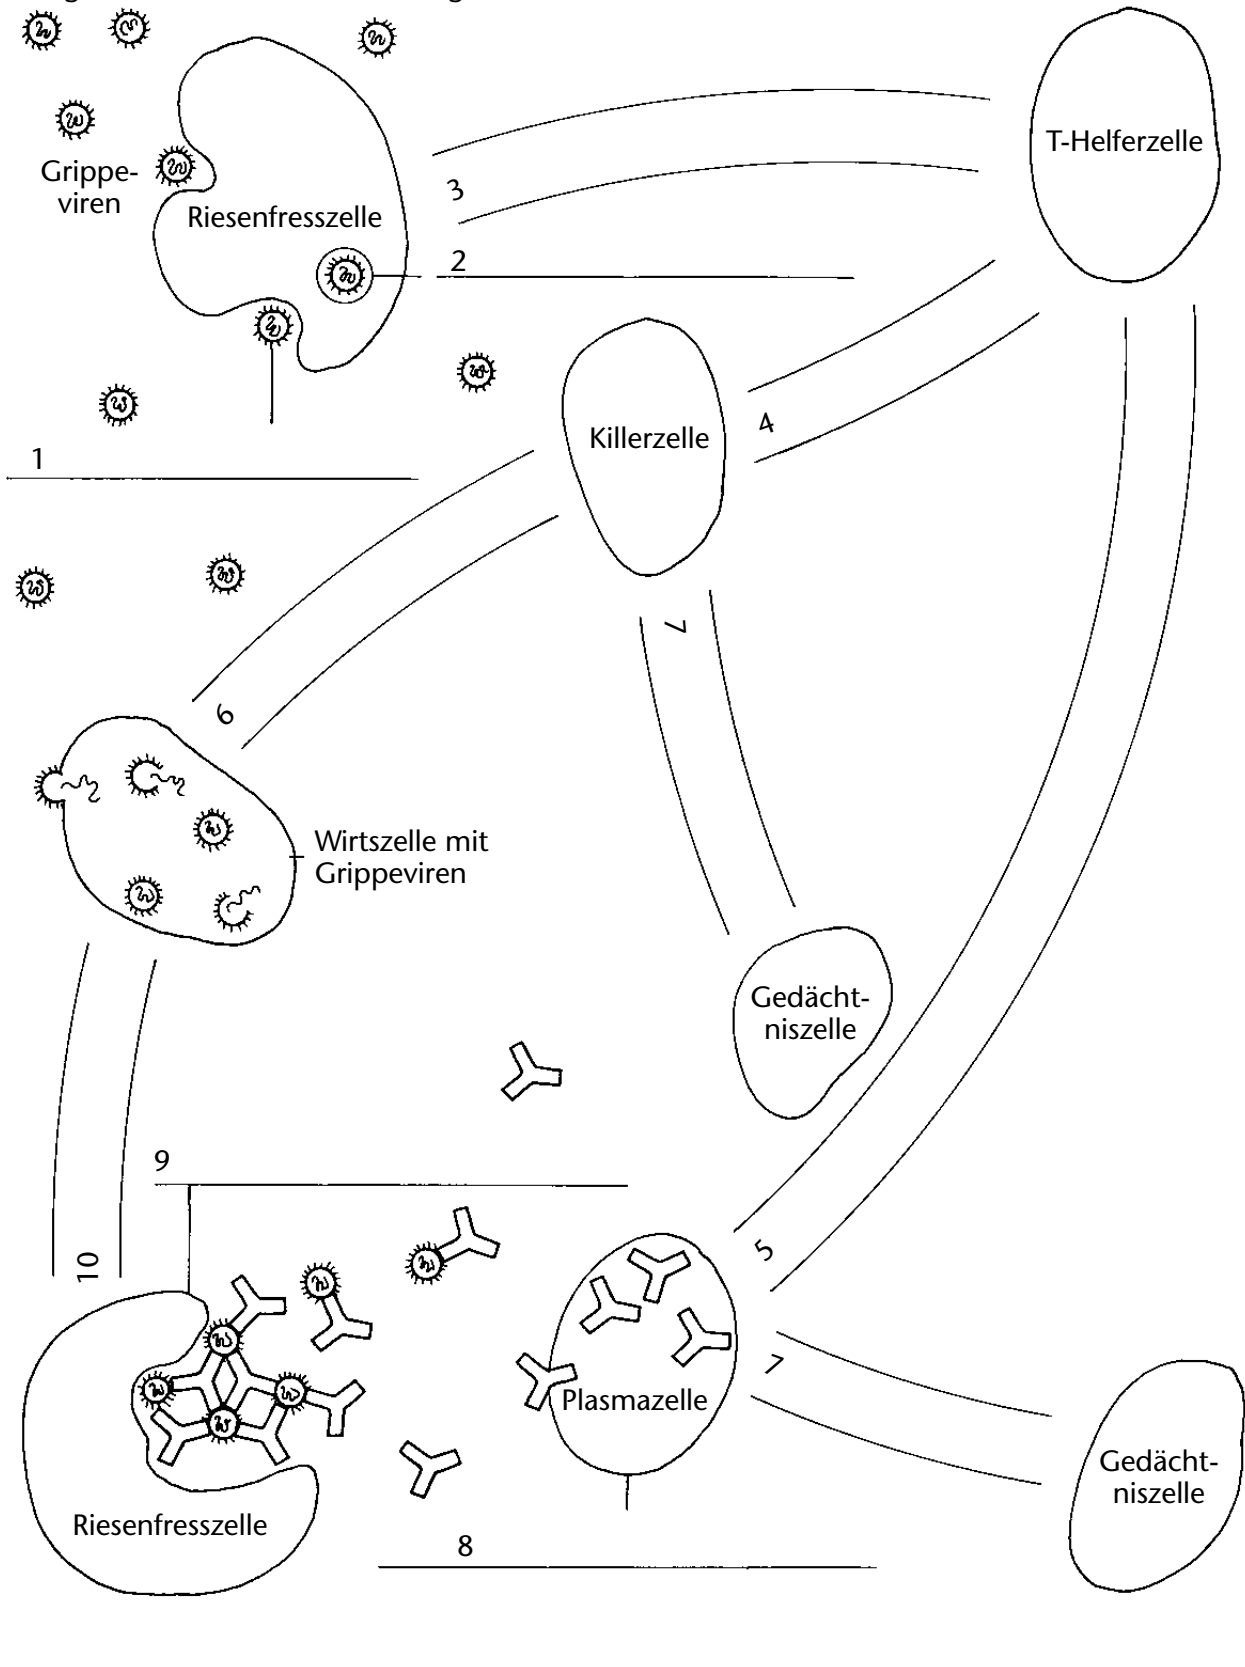 T-Helferzelle
Grippe-
viren
3
Riesenfresszelle
2
4
Killerzelle
1
7
6
Wirtszelle mit
Grippeviren
Gedächt-
niszelle
9
5
10
7
Plasmazelle
Gedächt-
niszelle
Riesenfresszelle
8